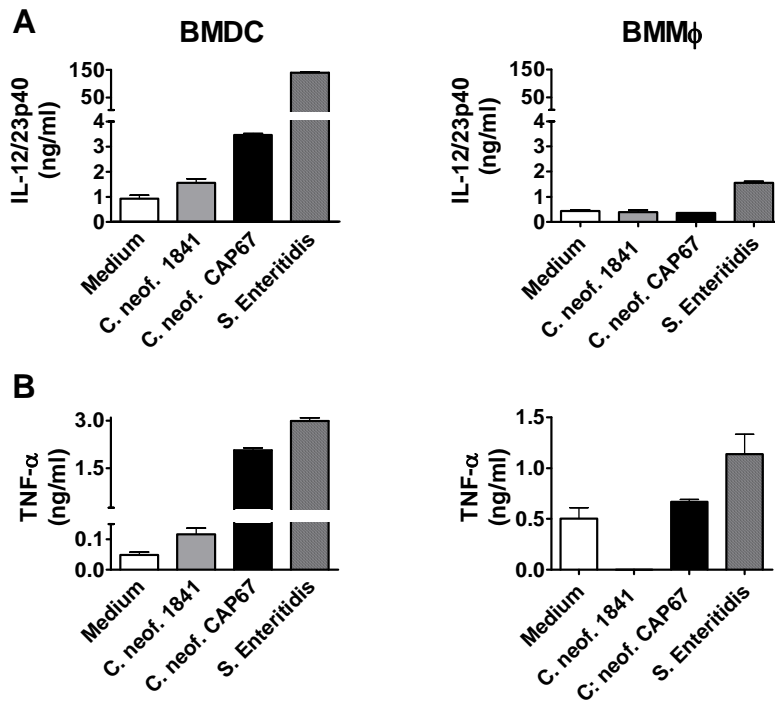 A
BMDC
BMMϕ
IL-12/23p40
(ng/ml)
150
50
4
3
2
1
0
Medium
C. neof. 1841
C. neof. CAP67
S. Enteritidis
IL-12/23p40
(ng/ml)
150
50
4
3
2
1
0
Medium
C. neof. 1841
C. neof. CAP67
S. Enteritidis
B
TNF-α
(ng/ml)
3.0
1.5
0.1
0.0
Medium
C. neof. 1841
C. neof. CAP67
S. Enteritidis
TNF-α
(ng/ml)
1.5
1.0
0.5
0.0
Medium
C. neof. 1841
C: neof. CAP67
S. Enteritidis